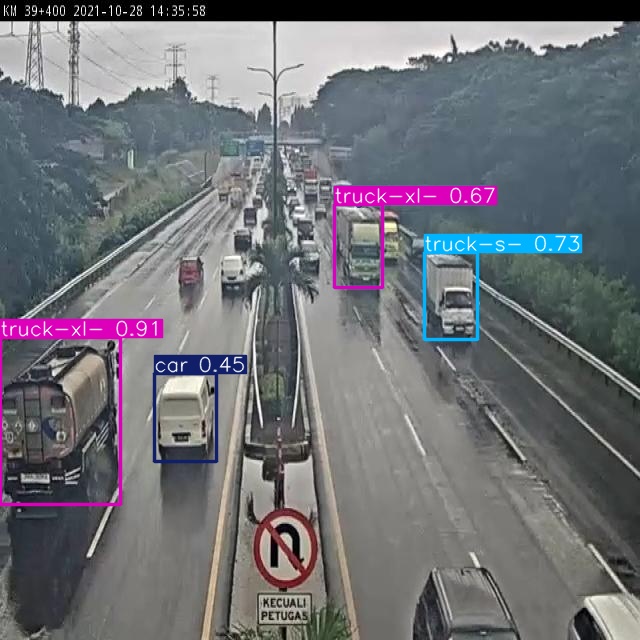 KM 39+400 2021-10-28 14:35:58
truck-xl- 0.67
truck-s- 0.73
truck-xl- 0.91
car 0.45
KECUALI
PETUGAS